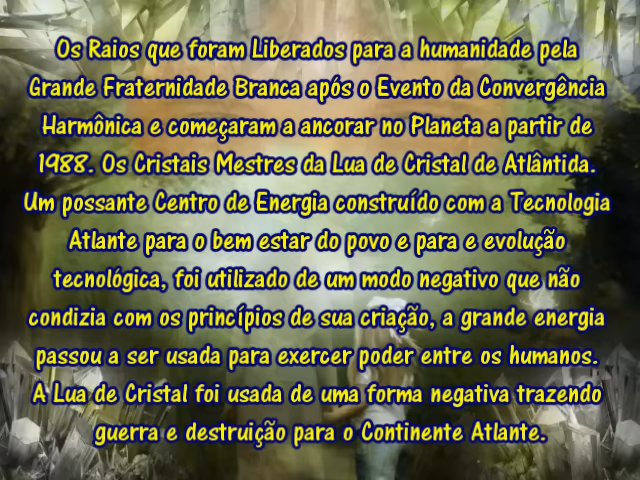 Os Raios que foram Liberados para a humanidade pela
Grande Fraternidade Branca após o Evento da Convergência
Harmônica e começaram a ancorar no Planeta a partir de
1988. Os Cristais Mestres da Lua de Cristal de Atlântida.
Um possante Centro de Energia construído com a Tecnologia
Atlante para o bem estar do povo e para e evolução
tecnológica, foi utilizado de um modo negativo que não
condizia com os princípios de sua criação, a grande energia
passou a ser usada para exercer poder entre os humanos.
A Lua de Cristal foi usada de uma forma negativa trazendo
guerra e destruição para o Continente Atlante.